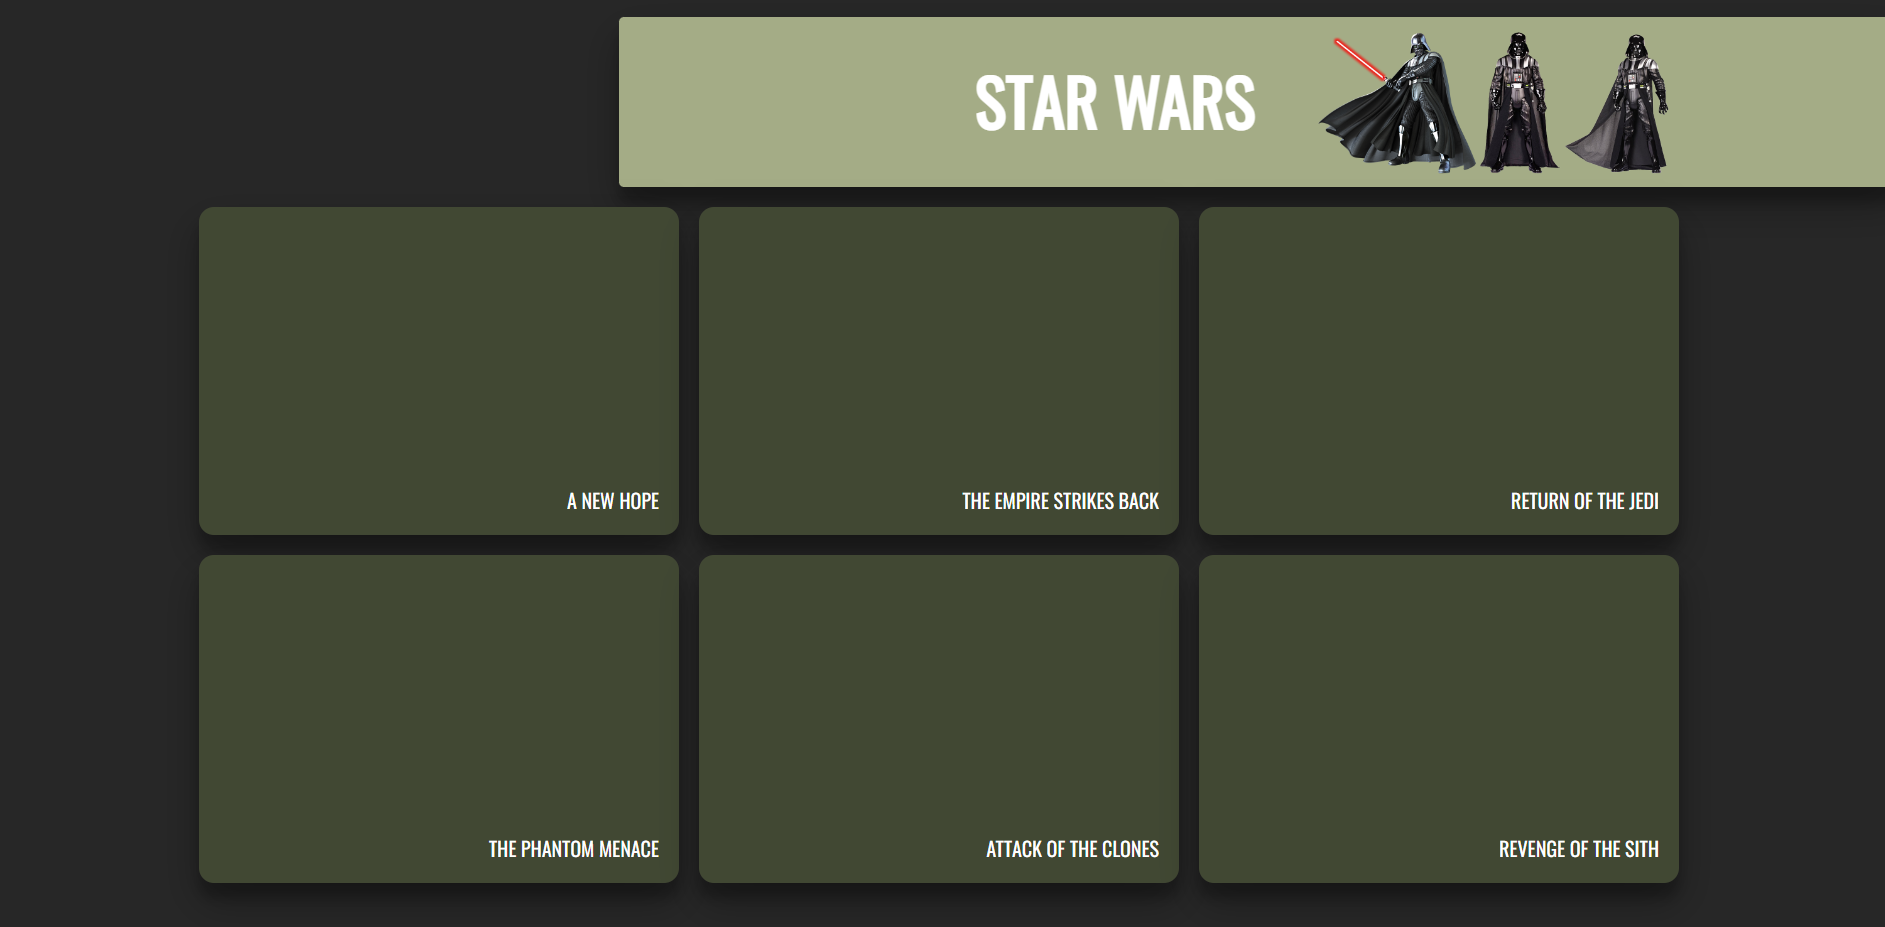 STAR WARS
A NEW HOPE
THE EMPIRE STRIKES BACK
RETURN OF THE JEDI
THE PHANTOM MENACE
ATTACK OF THE CLONES
REVENGE OF THE SITH